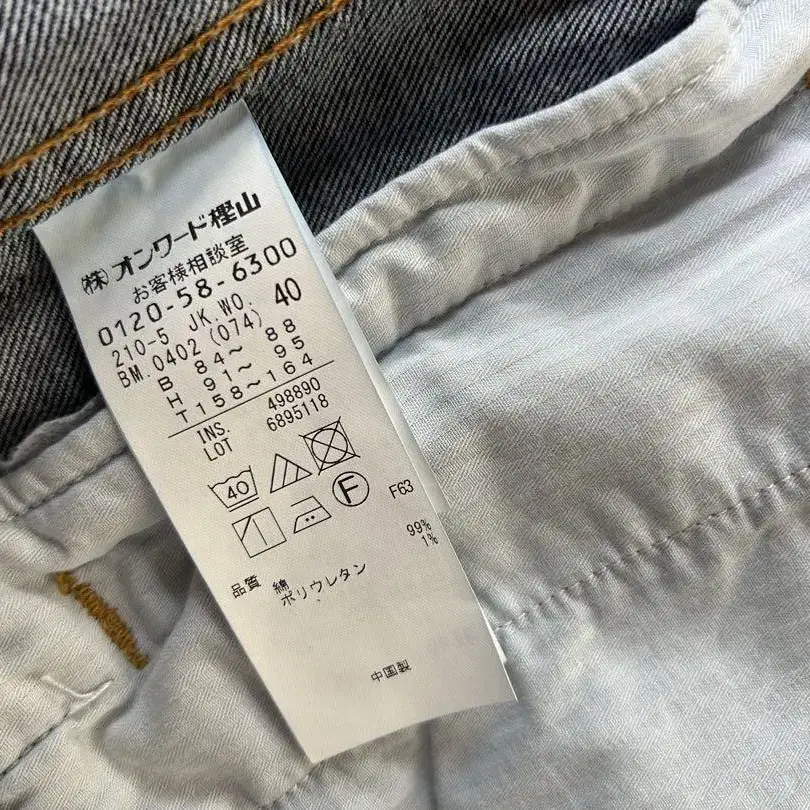 (株)オンワード樫山
お客様相談室
0120-58-6300
210-5 JK.WO. 40
BM.0402(074)
B 84～ 88
H 91～ 95
T158～164
INS. 498890
LOT 6895118
40
F F63
品質 綿 99%
ポリウレタン 1%
中国製